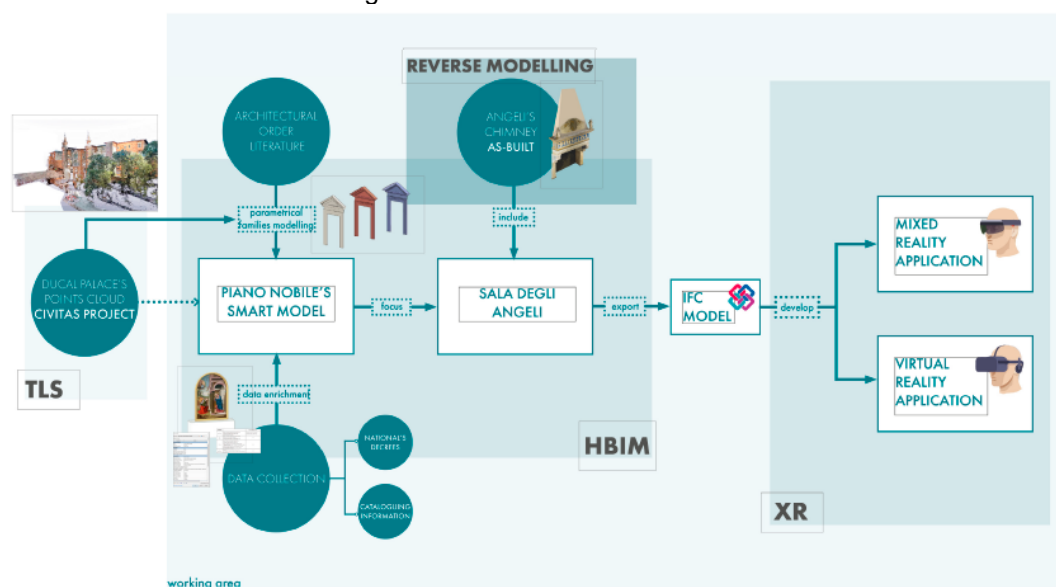 REVERSE MODELLING
ARCHITECTURAL
ORDER
LITERATURE
ANGELI'S
CHIMNEY
AS-BUILT
parametrical
families modelling
include
MIXED
REALITY
APPLICATION
DUCAL PALACE'S
POINTS CLOUD
CIVITAS PROJECT
PIANO NOBILE'S
SMART MODEL
focus
SALA DEGLI
ANGELI
export
IFC
MODEL
develop
VIRTUAL
REALITY
APPLICATION
TLS
data enrichment
NATIONAL'S
DECREES
HBIM
DATA COLLECTION
CATALOGUING
INFORMATION
XR
working area